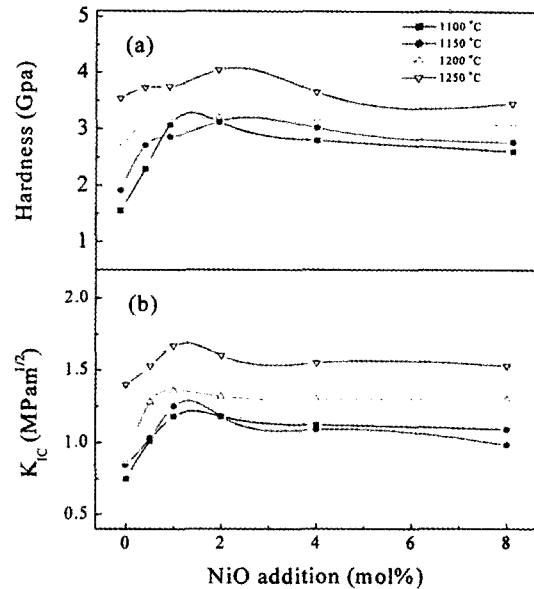 (a)
1100 °C
1150 °C
1200 °C
1250 °C
5
4
3
2
1
Hardness (Gpa)
(b)
2.0
1.5
1.0
0.5
K_IC (MPam^1/2)
0 2 4 6 8
NiO addition (mol%)